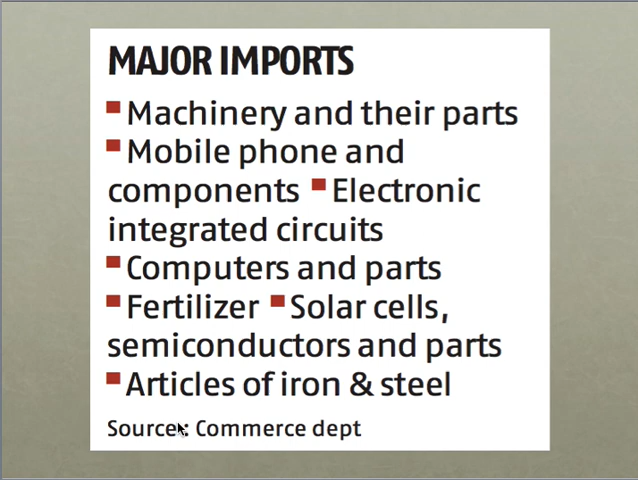 MAJOR IMPORTS
■ Machinery and their parts
■ Mobile phone and
components ■ Electronic
integrated circuits
■ Computers and parts
■ Fertilizer ■ Solar cells,
semiconductors and parts
■ Articles of iron & steel
Source: Commerce dept